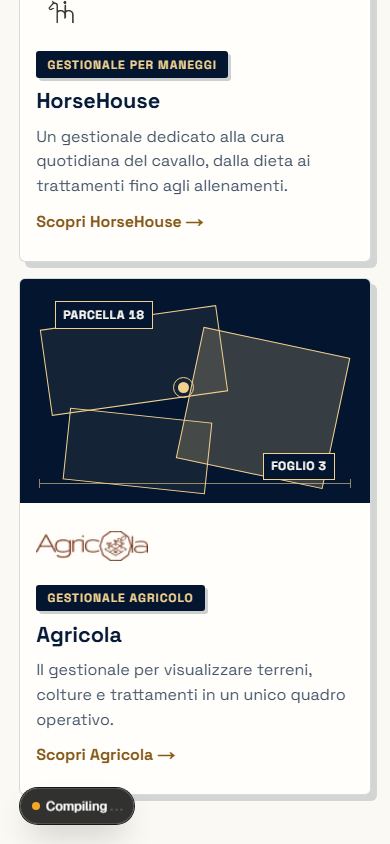 GESTIONALE PER MANEGGI
HorseHouse
Un gestionale dedicato alla cura
quotidiana del cavallo, dalla dieta ai
trattamenti fino agli allenamenti.
Scopri HorseHouse →
PARCELLA 18
FOGLIO 3
Agricola
GESTIONALE AGRICOLO
Agricola
Il gestionale per visualizzare terreni,
colture e trattamenti in un unico quadro
operativo.
Scopri Agricola →
Compiling...